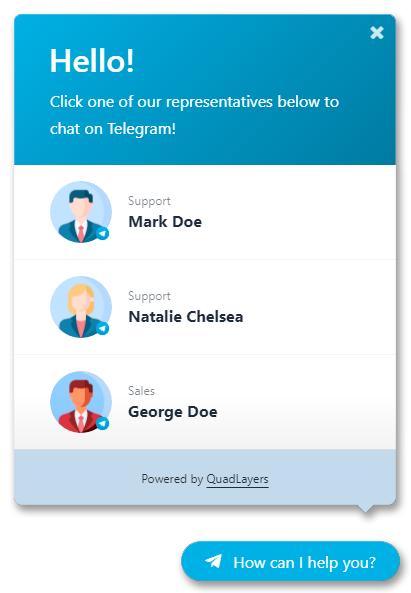 Hello!
Click one of our representatives below to
chat on Telegram!
Support
Mark Doe
Support
Natalie Chelsea
Sales
George Doe
Powered by QuadLayers
How can I help you?